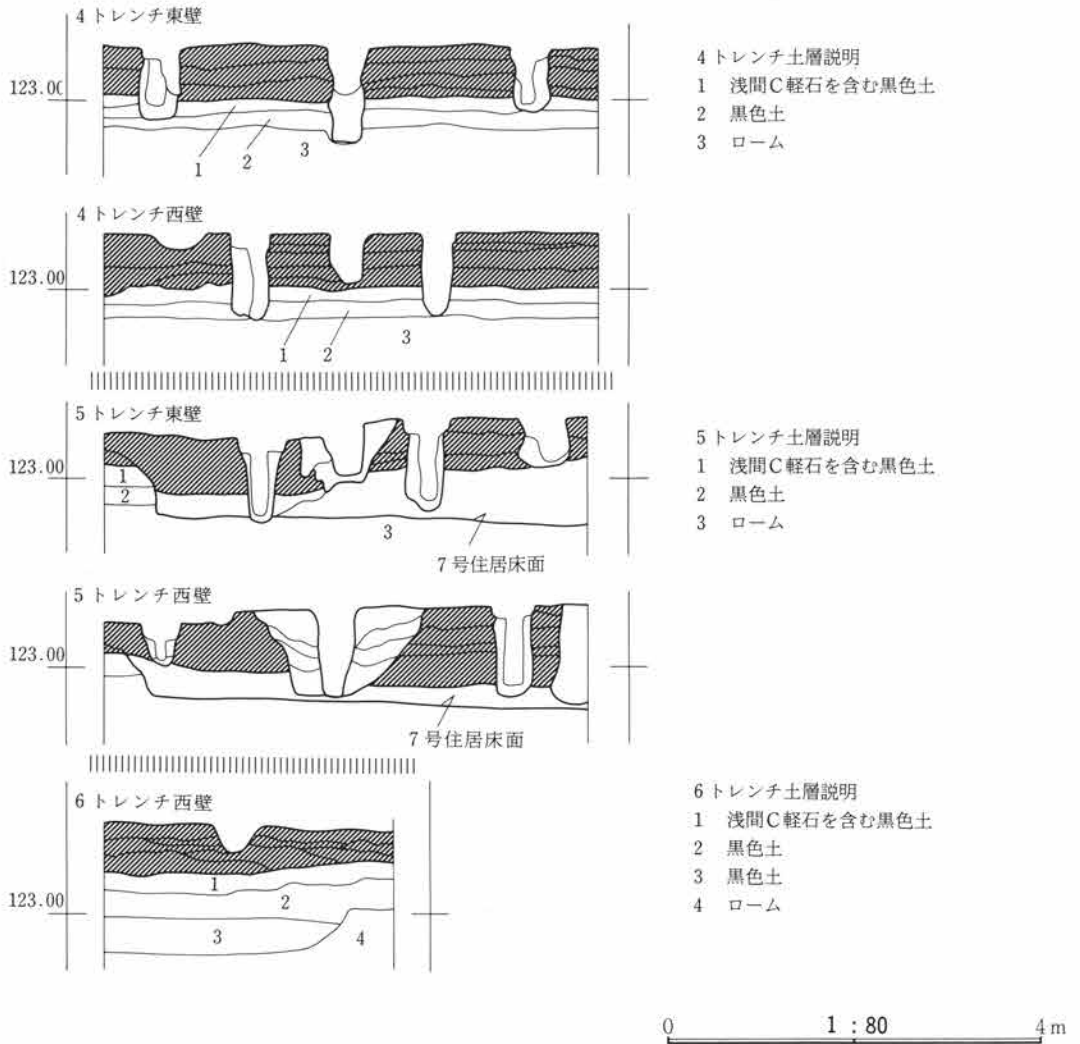 4トレンチ東壁
123.00
1
2
3
4トレンチ土層説明
1 浅間C軽石を含む黒色土
2 黒色土
3 ローム
4トレンチ西壁
123.00
1
2
3
5トレンチ東壁
123.00
1
2
3
7号住居床面
5トレンチ土層説明
1 浅間C軽石を含む黒色土
2 黒色土
3 ローム
5トレンチ西壁
123.00
7号住居床面
6トレンチ西壁
123.00
1
2
3
4
6トレンチ土層説明
1 浅間C軽石を含む黒色土
2 黒色土
3 黒色土
4 ローム
0 1:80 4m